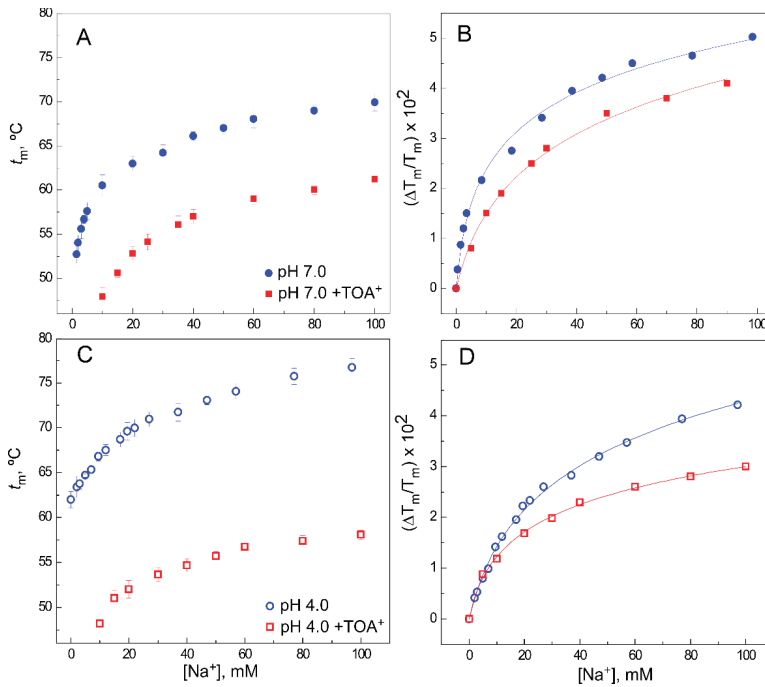 A
80
75
70
65
60
55
50
t_m, ºC
pH 7.0
pH 7.0 +TOA⁺
0 20 40 60 80 100
B
5
4
3
2
1
0
(ΔT_m/T_m) x 10²
0 20 40 60 80 100
C
80
75
70
65
60
55
50
t_m, ºC
pH 4.0
pH 4.0 +TOA⁺
0 20 40 60 80 100
[Na⁺], mM
D
5
4
3
2
1
0
(ΔT_m/T_m) x 10²
0 20 40 60 80 100
[Na⁺], mM